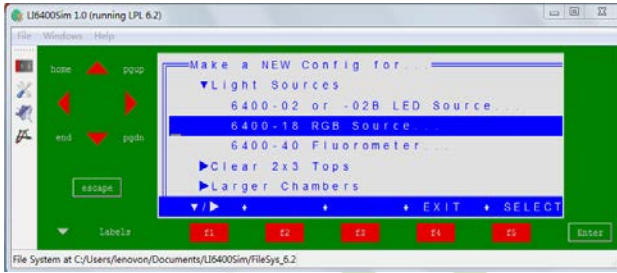 LI6400Sim 1.0 (running LPL 6.2)
File Windows Help
home pgup
end pgdn
escape
Labels
Make a NEW Config for...
▼Light Sources
6400-02 or -02B LED Source...
6400-18 RGB Source...
6400-40 Fluorometer...
▶Clear 2x3 Tops
▶Larger Chambers
▼/▶ + + + EXIT + SELECT
f1 f2 f3 f4 f5
Enter
File System at C:/Users/lenovon/Documents/LI6400Sim/FileSys_6.2